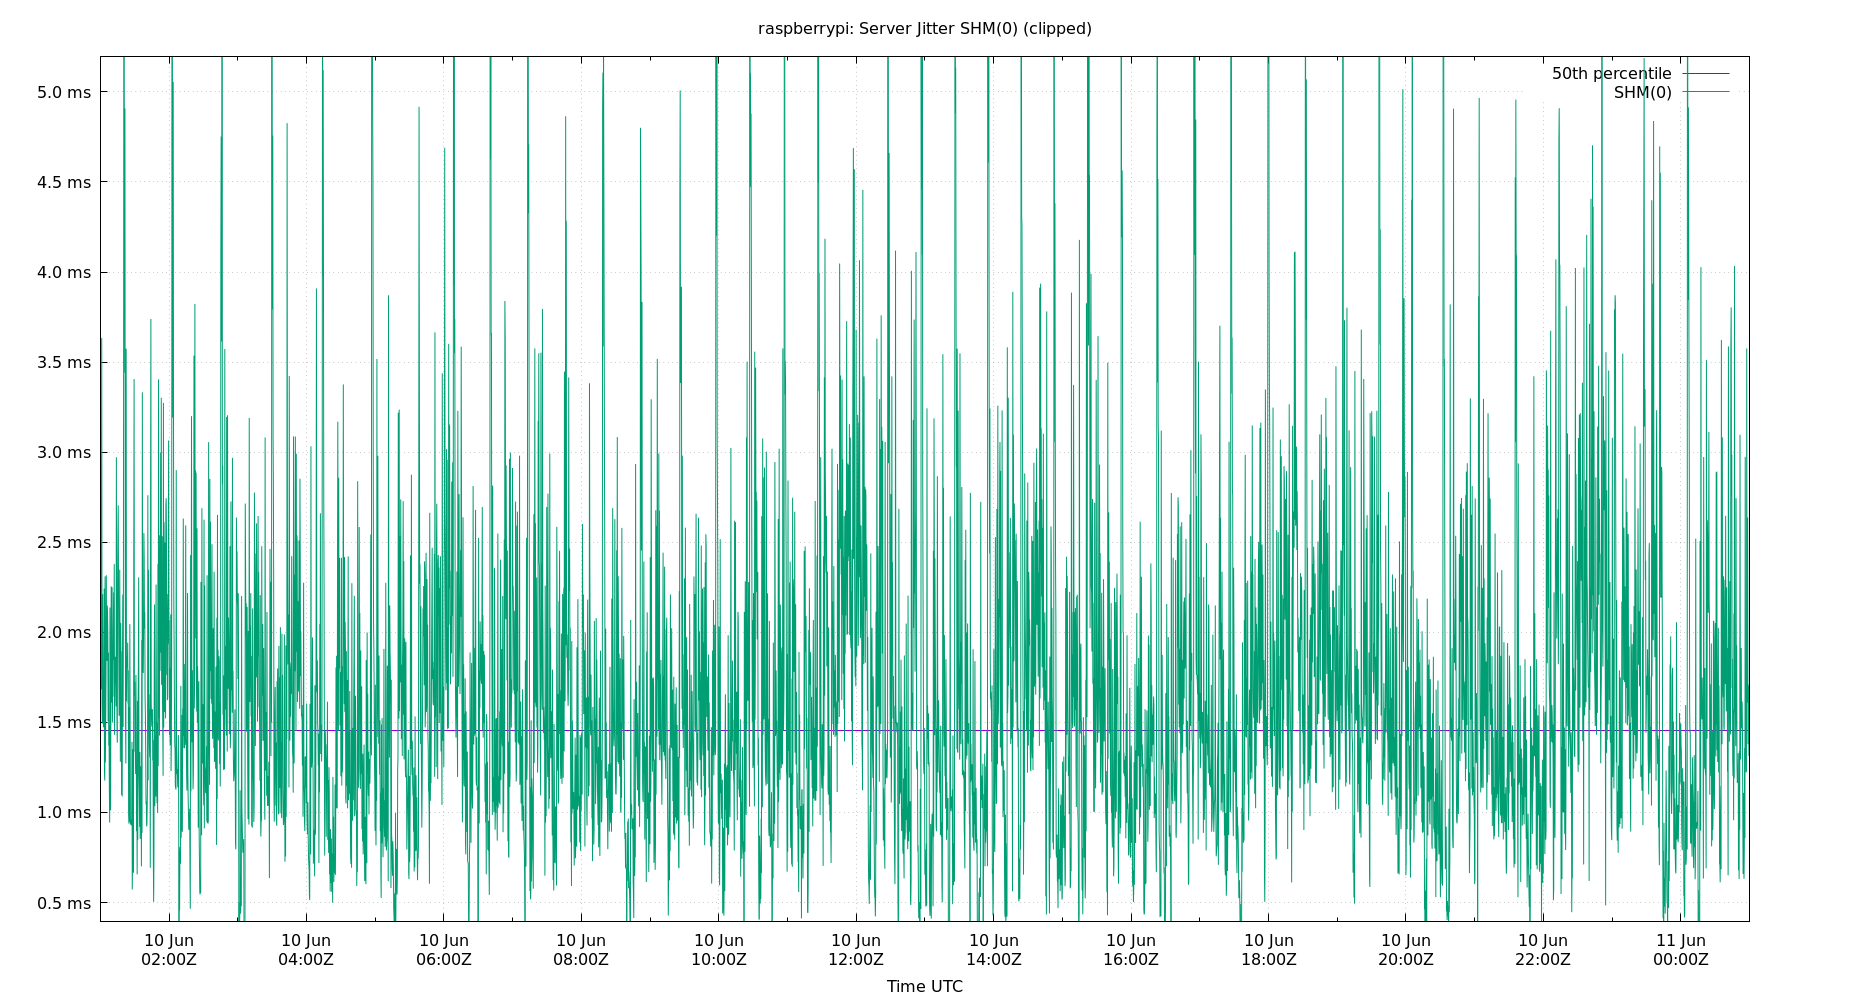 raspberrypi: Server Jitter SHM(0) (clipped)
50th percentile
SHM(0)
5.0 ms
4.5 ms
4.0 ms
3.5 ms
3.0 ms
2.5 ms
2.0 ms
1.5 ms
1.0 ms
0.5 ms
10 Jun 10 Jun 10 Jun 10 Jun 10 Jun 10 Jun 10 Jun 10 Jun 10 Jun 10 Jun 10 Jun 11 Jun
02:00Z 04:00Z 06:00Z 08:00Z 10:00Z 12:00Z 14:00Z 16:00Z 18:00Z 20:00Z 22:00Z 00:00Z
Time UTC